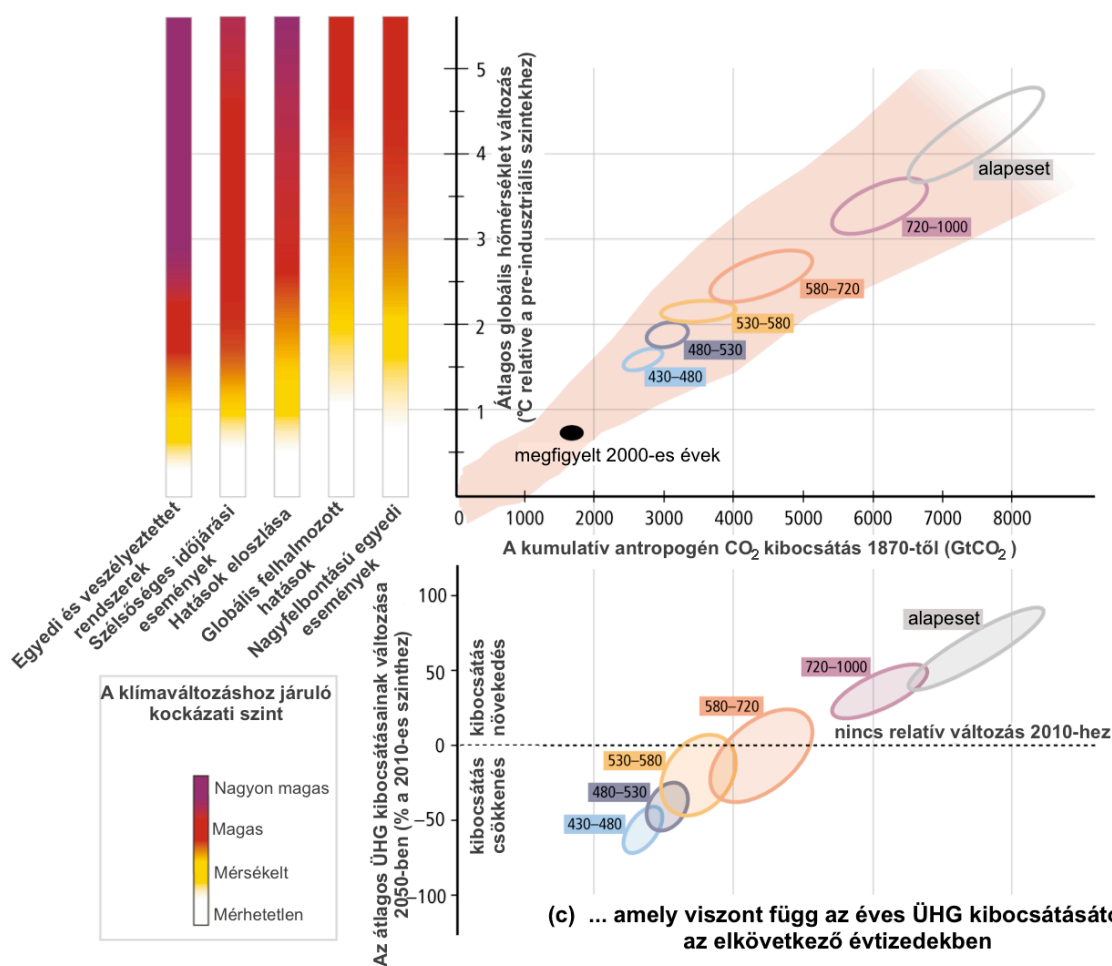 5
4
3
2
1
Átlagos globális hőmérséklet változás
(°C relative a pre-indusztriális szintekhez)
alapeset
720–1000
580–720
530–580
480–530
430–480
megfigyelt 2000-es évek
0
1000
2000
3000
4000
5000
6000
7000
8000
A kumulatív antropogén CO₂ kibocsátás 1870-től (GtCO₂ )
Egyedi és veszélyeztettet
rendszerek
Szélsőséges időjárási
események
Hatások eloszlása
Globális felhalmozott
hatások
Nagyfelbontású egyedi
események
A klímaváltozáshoz járuló
kockázati szint
Nagyon magas
Magas
Mérsékelt
Mérhetetlen
Az átlagos ÜHG kibocsátásainak változása
2050-ben (% a 2010-es szinthez)
100
50
0
−50
−100
kibocsátás
növekedés
kibocsátás
csökkenés
alapeset
720–1000
580–720
nincs relatív változás 2010-hez
530–580
480–530
430–480
(c) ... amely viszont függ az éves ÜHG kibocsátásátó
az elkövetkező évtizedekben